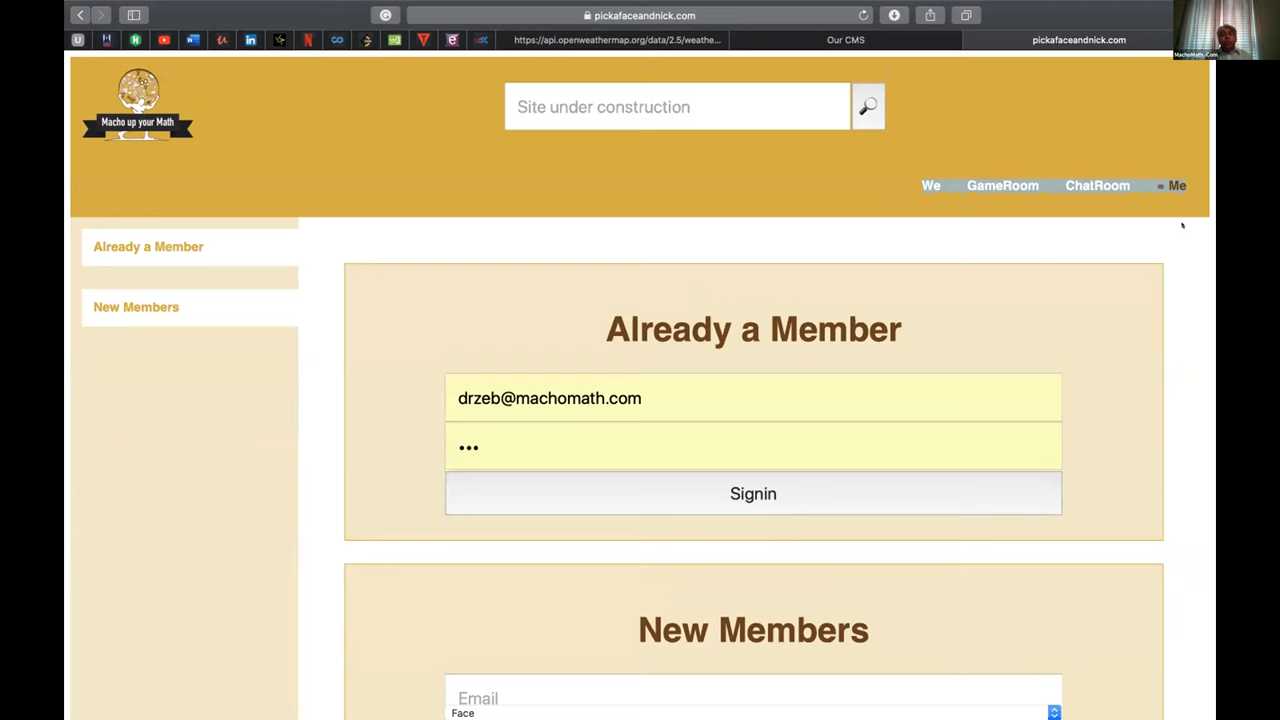 pickafaceandnick.com
https://api.openweathermap.org/data/2.5/weathe...
Our CMS
pickafaceandnick.com
MachoMath.Com
Macho up your Math
Site under construction
We GameRoom ChatRoom = Me
Already a Member
New Members
Already a Member
drzeb@machomath.com
•••
Signin
New Members
Email
Face